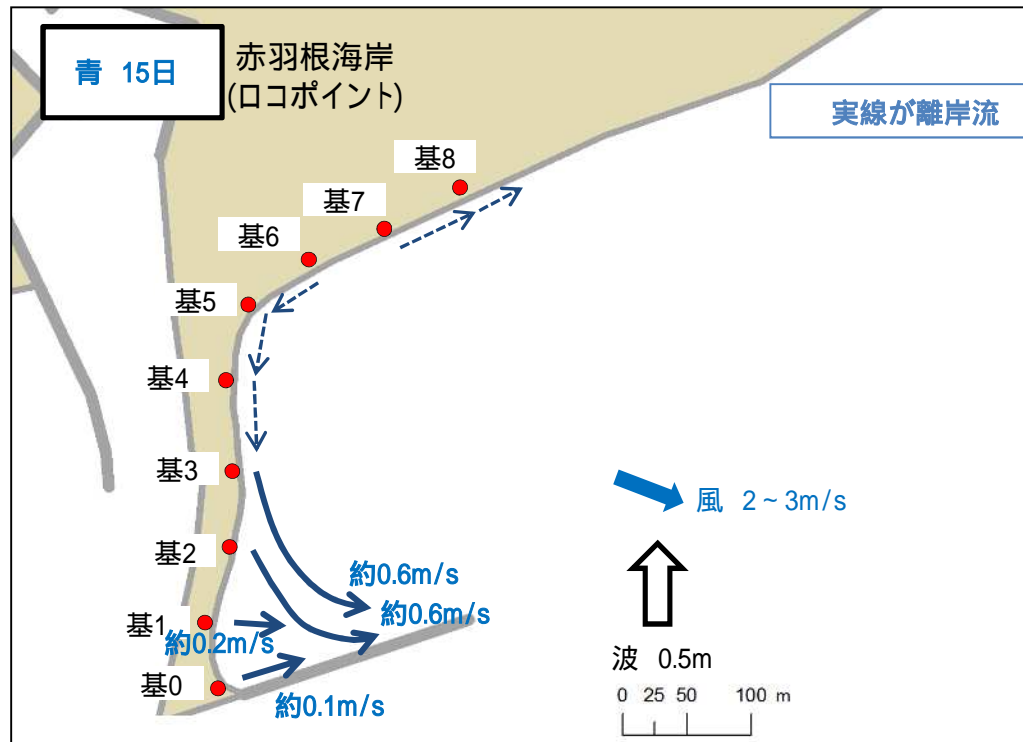 青 15日
赤羽根海岸
(ロコポイント)
実線が離岸流
基8
基7
基6
基5
基4
基3
基2
基1
基0
約0.6m/s
約0.6m/s
約0.2m/s
約0.1m/s
風 2~3m/s
波 0.5m
0 25 50 100 m